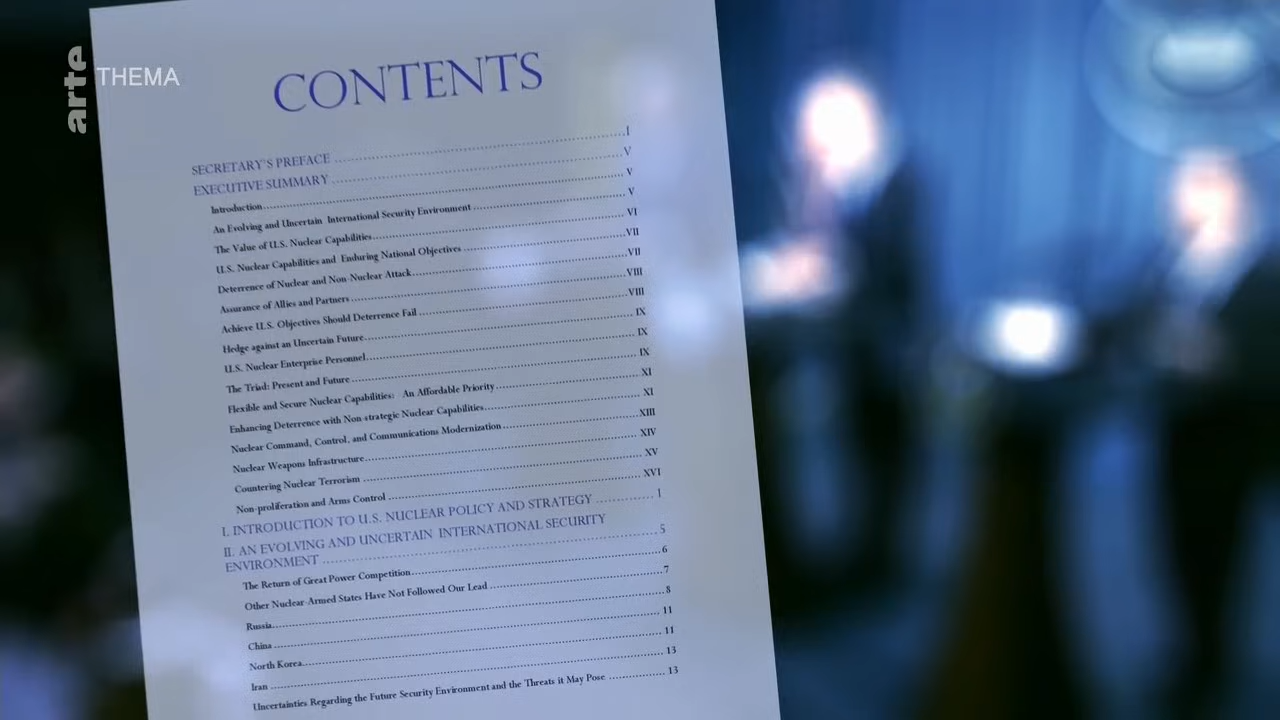 arte THEMA
CONTENTS
SECRETARY'S PREFACE ........ I
EXECUTIVE SUMMARY ........ V
Introduction ........ V
An Evolving and Uncertain International Security Environment ........ V
The Value of U.S. Nuclear Capabilities ........ VI
U.S. Nuclear Capabilities and Enduring National Objectives ........ VII
Deterrence of Nuclear and Non-Nuclear Attack ........ VII
Assurance of Allies and Partners ........ VIII
Achieve U.S. Objectives Should Deterrence Fail ........ VIII
Hedge against an Uncertain Future ........ IX
U.S. Nuclear Enterprise Personnel ........ IX
The Triad: Present and Future ........ IX
Flexible and Secure Nuclear Capabilities: An Affordable Priority ........ XI
Enhancing Deterrence with Non-strategic Nuclear Capabilities ........ XI
Nuclear Command, Control, and Communications Modernization ........ XIII
Nuclear Weapons Infrastructure ........ XIV
Countering Nuclear Terrorism ........ XV
Non-proliferation and Arms Control ........ XVI
I. INTRODUCTION TO U.S. NUCLEAR POLICY AND STRATEGY ........ 1
II. AN EVOLVING AND UNCERTAIN INTERNATIONAL SECURITY
ENVIRONMENT ........ 5
The Return of Great Power Competition ........ 6
Other Nuclear-Armed States Have Not Followed Our Lead ........ 7
Russia ........ 8
China ........ 11
North Korea ........ 11
Iran ........ 13
Uncertainties Regarding the Future Security Environment and the Threats it May Pose ........ 13